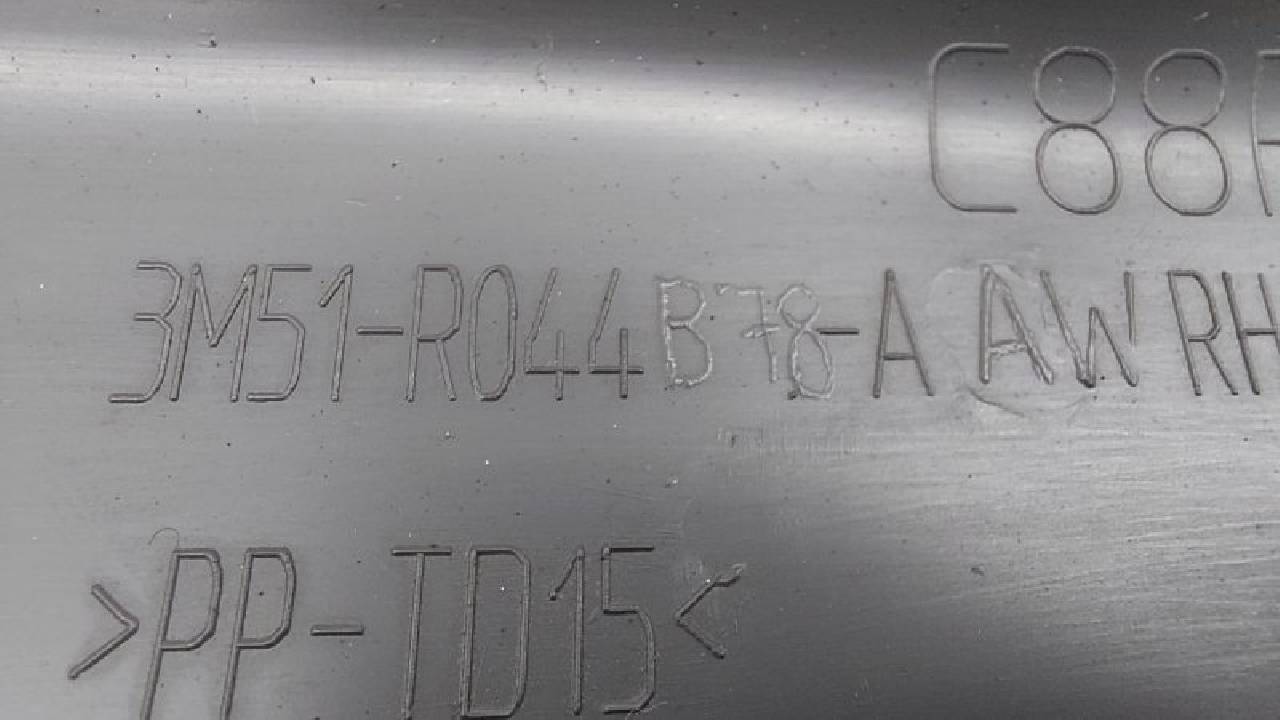 C88
3M51-R044B78-A AW RH
>PP-TD15<